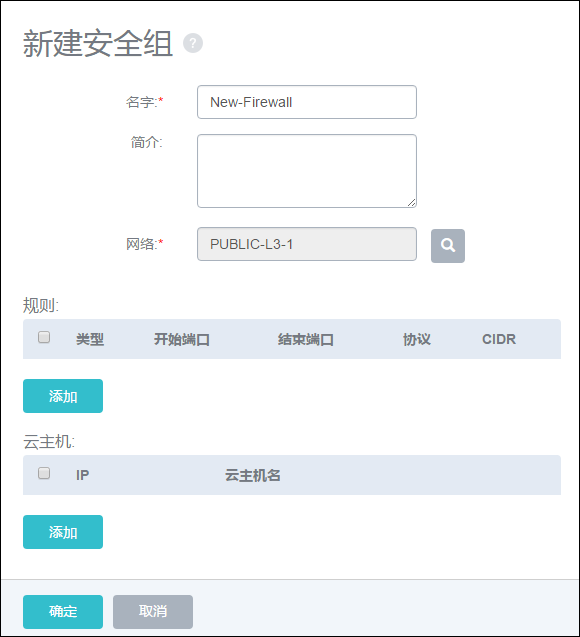 新建安全组 ?
名字:* New-Firewall
简介:
网络:* PUBLIC-L3-1
规则:
类型 开始端口 结束端口 协议 CIDR
添加
云主机:
IP 云主机名
添加
确定 取消